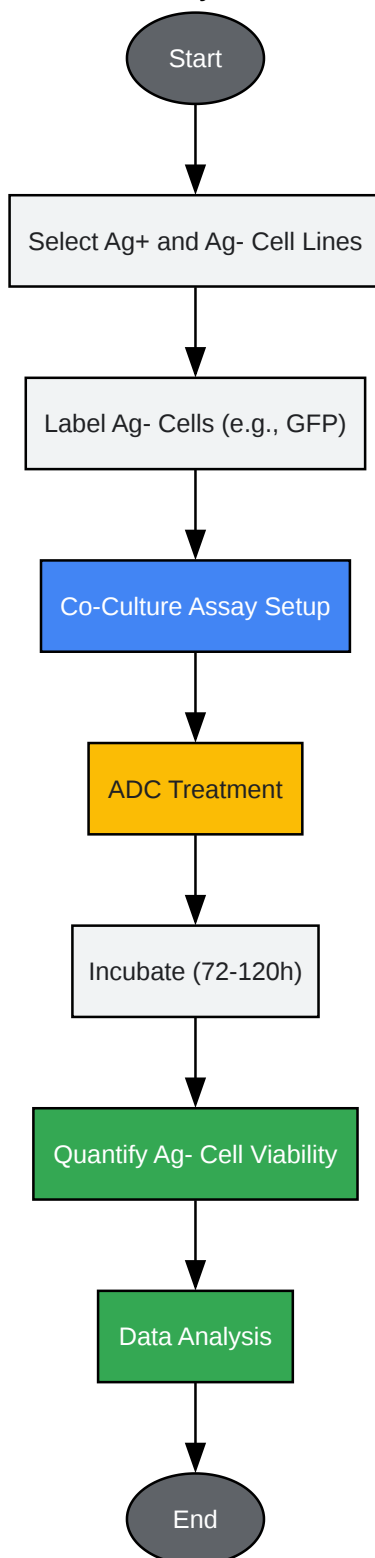 Start
Select Ag+ and Ag- Cell Lines
Label Ag- Cells (e.g., GFP)
Co-Culture Assay Setup
ADC Treatment
Incubate (72-120h)
Quantify Ag- Cell Viability
Data Analysis
End